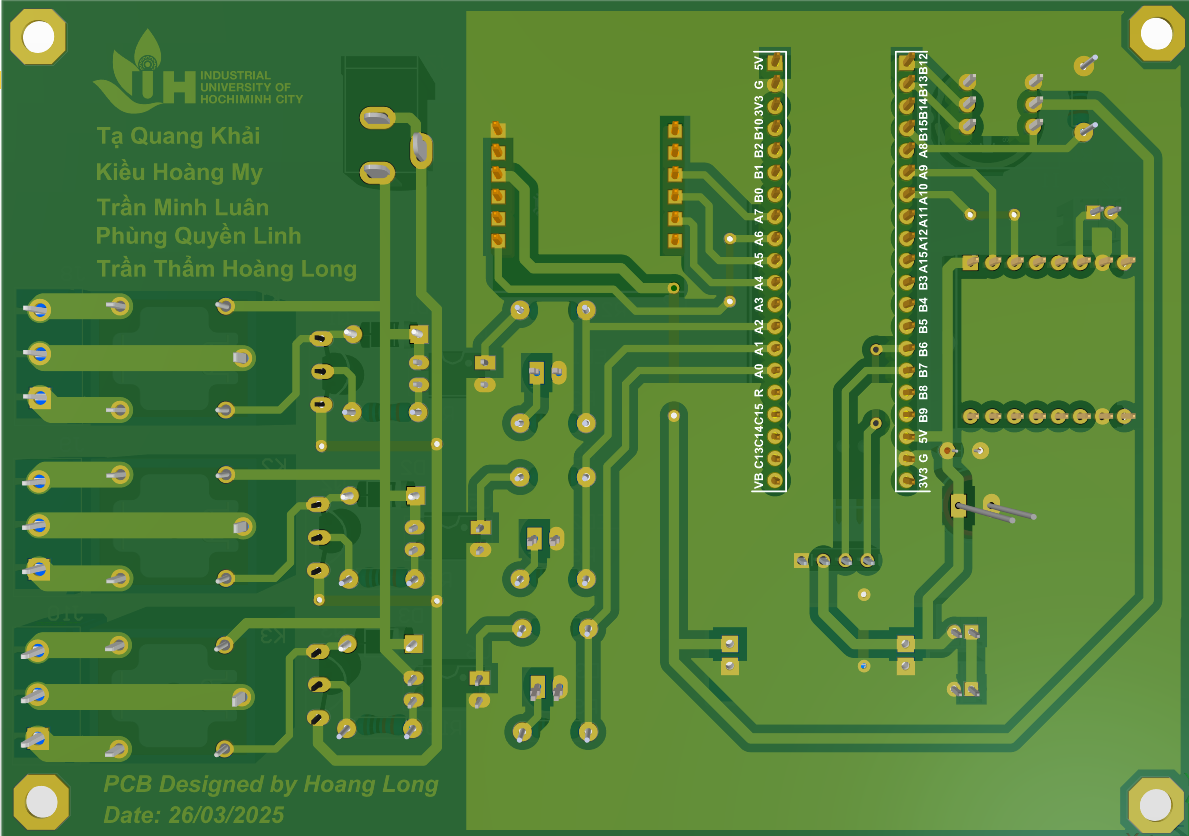 INDUSTRIAL
UNIVERSITY OF
HOCHIMINH CITY
Tạ Quang Khải
Kiều Hoàng My
Trần Minh Luân
Phùng Quyền Linh
Trần Thẩm Hoàng Long
5V
G
3V3
B10
B2
B1
B0
A7
A6
A5
A4
A3
A2
A1
A0
R
C15
C14
C13
VB
B12
B13
B14
B15
A8
A9
A10
A11
A12
A15
B3
B4
B5
B6
B7
B8
B9
5V
G
3V3
K2
K3
PCB Designed by Hoang Long
Date: 26/03/2025